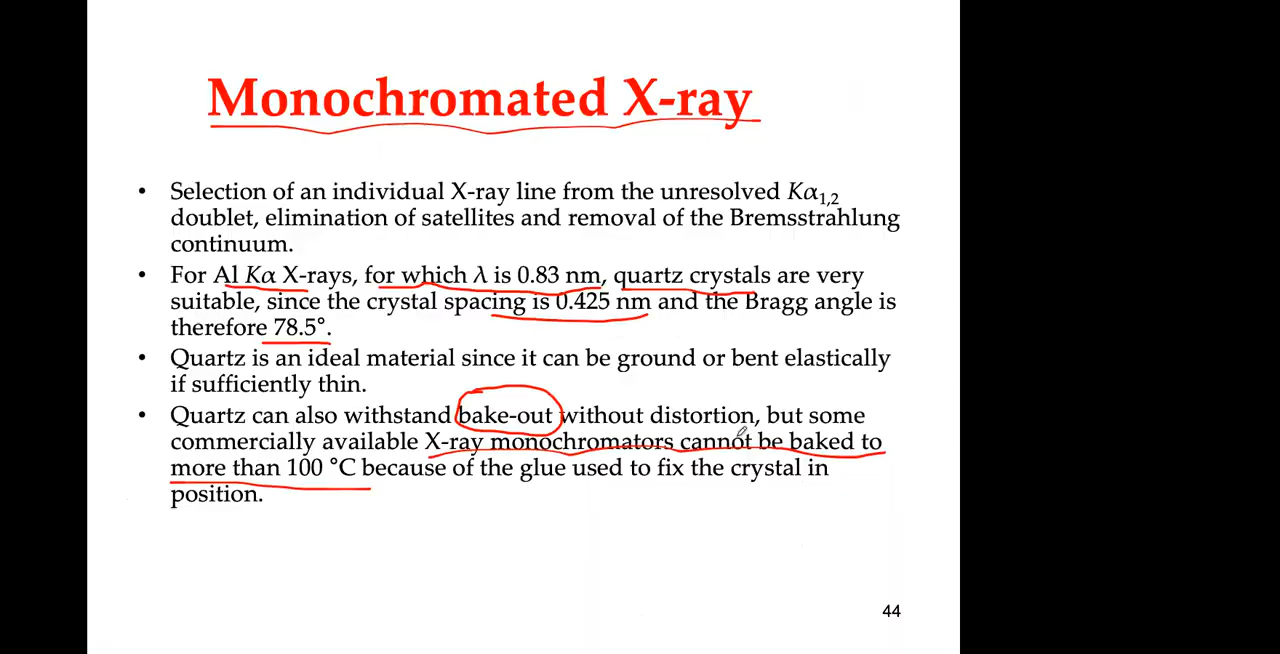 Monochromated X-ray
• Selection of an individual X-ray line from the unresolved Kα1,2
doublet, elimination of satellites and removal of the Bremsstrahlung
continuum.
• For Al Kα X-rays, for which λ is 0.83 nm, quartz crystals are very
suitable, since the crystal spacing is 0.425 nm and the Bragg angle is
therefore 78.5°.
• Quartz is an ideal material since it can be ground or bent elastically
if sufficiently thin.
• Quartz can also withstand bake-out without distortion, but some
commercially available X-ray monochromators cannot be baked to
more than 100 °C because of the glue used to fix the crystal in
position.
44